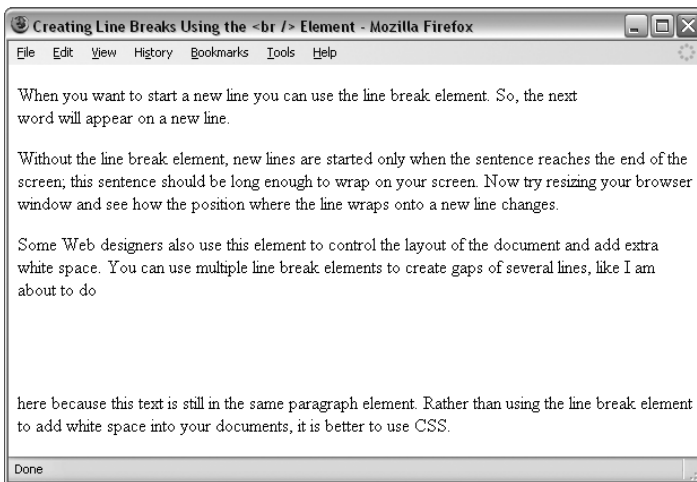 Creating Line Breaks Using the <br /> Element - Mozilla Firefox
File Edit View History Bookmarks Tools Help
When you want to start a new line you can use the line break element. So, the next
word will appear on a new line.
Without the line break element, new lines are started only when the sentence reaches the end of the
screen; this sentence should be long enough to wrap on your screen. Now try resizing your browser
window and see how the position where the line wraps onto a new line changes.
Some Web designers also use this element to control the layout of the document and add extra
white space. You can use multiple line break elements to create gaps of several lines, like I am
about to do
here because this text is still in the same paragraph element. Rather than using the line break element
to add white space into your documents, it is better to use CSS.
Done